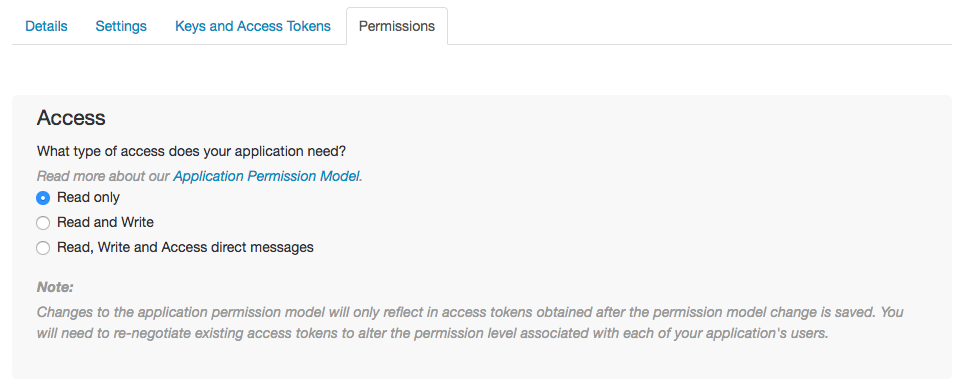 Details Settings Keys and Access Tokens Permissions
Access
What type of access does your application need?
Read more about our Application Permission Model.
Read only
Read and Write
Read, Write and Access direct messages
Note:
Changes to the application permission model will only reflect in access tokens obtained after the permission model change is saved. You
will need to re-negotiate existing access tokens to alter the permission level associated with each of your application's users.